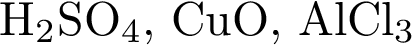 H₂SO₄, CuO, AlCl₃